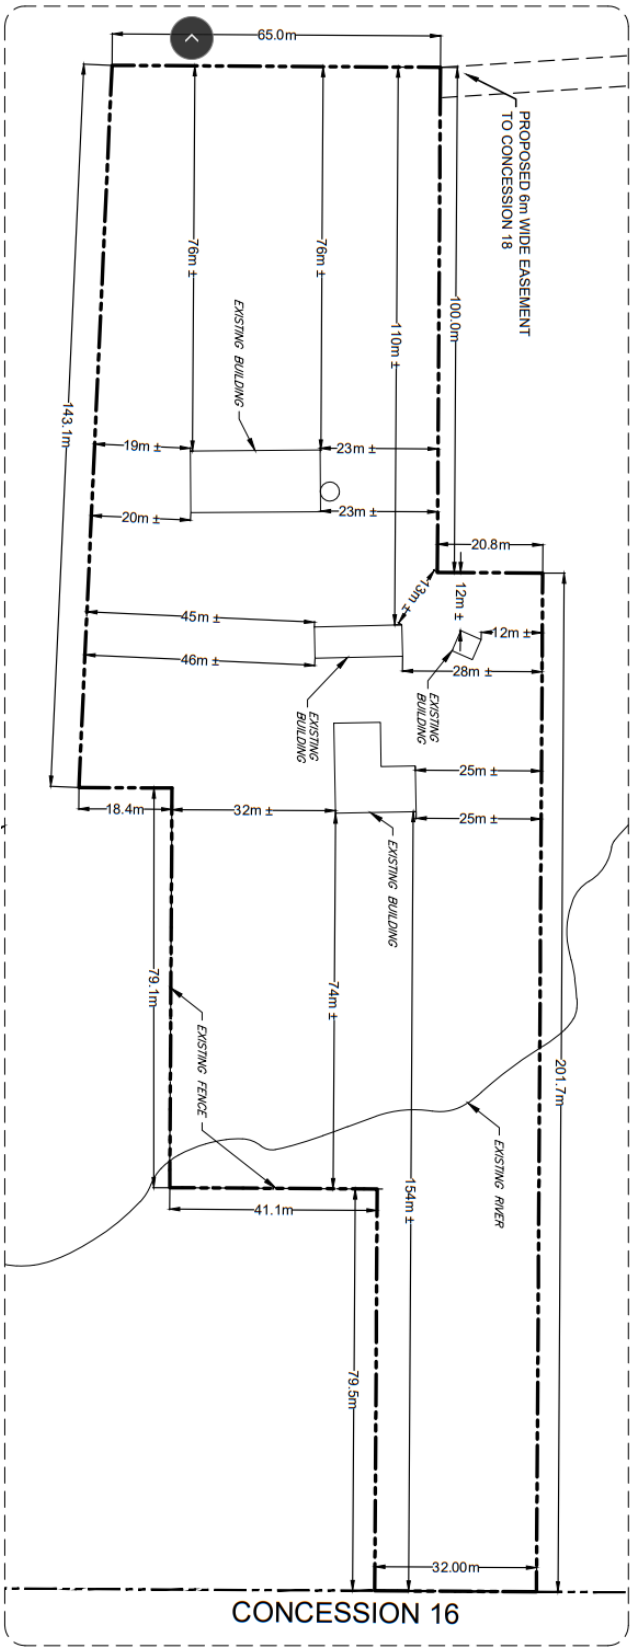 65.0m
PROPOSED 6m WIDE EASEMENT
TO CONCESSION 18
76m ±
76m ±
110m ±
100.0m
EXISTING BUILDING
143.1m
19m ±
23m ±
20m ±
23m ±
20.8m
13m ±
12m ±
12m ±
45m ±
46m ±
28m ±
EXISTING
BUILDING
EXISTING
BUILDING
25m ±
25m ±
18.4m
32m ±
EXISTING BUILDING
79.1m
74m ±
EXISTING FENCE
201.7m
EXISTING RIVER
154m ±
41.1m
79.5m
32.00m
CONCESSION 16